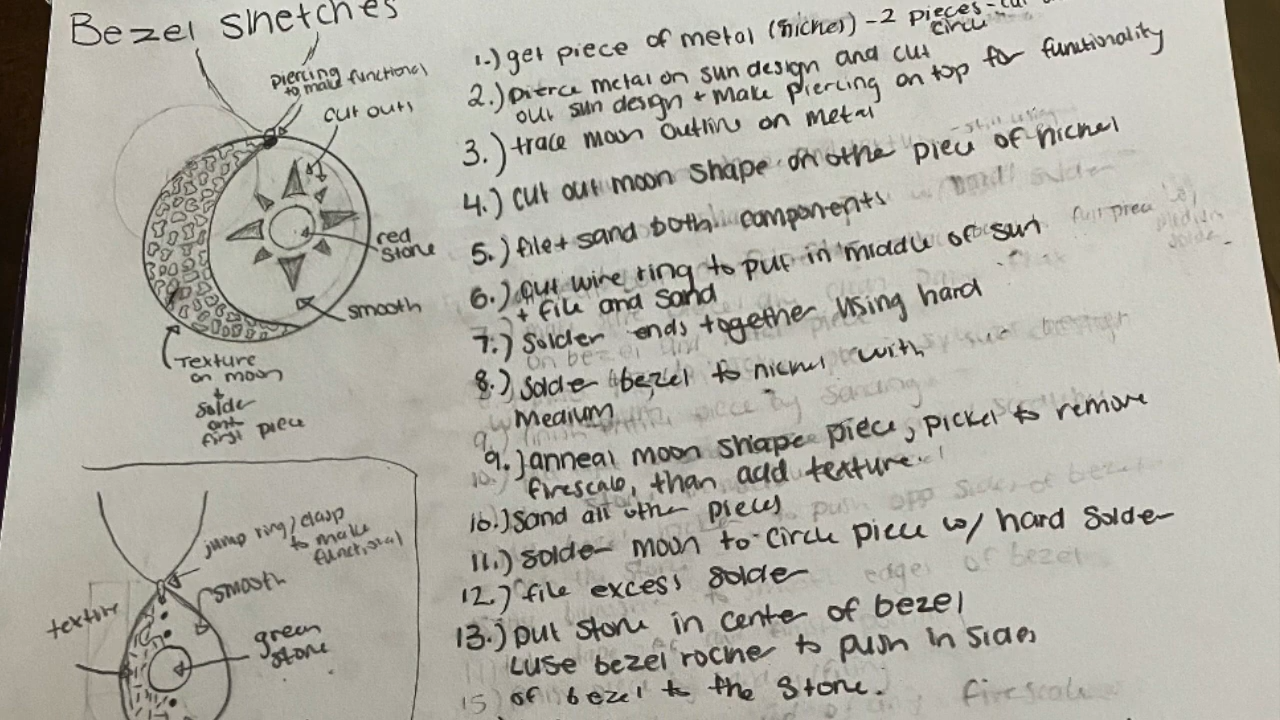 Bezel sketches
piercing
to make functional
cut outs
red
stone
smooth
Texture
on moon
+
solder
onto
first piece
jump ring/clasp
to make
functional
smooth
texture
green
stone
1.) get piece of metal (nickel) - 2 pieces - cut
circle
2.) pierce metal on sun design and cut
out sun design + make piercing on top for functionality
3.) trace moon outline on metal
4.) cut out moon shape on othe piece of nickel
5.) file + sand both components
6.) cut wire ring to put in middle of sun
+ file and sand
7.) Solder ends together using hard
8.) Solder bezel to nickel with
Medium
9.) anneal moon shape piece, pickel to remove
firescale, than add texture.
10.) Sand all othe pieces
11.) solder moon to circle piece w/ hard solder
12.) file excess solder
13.) put stone in center of bezel
use bezel rocker to push in sides
15) of bezel to the stone.